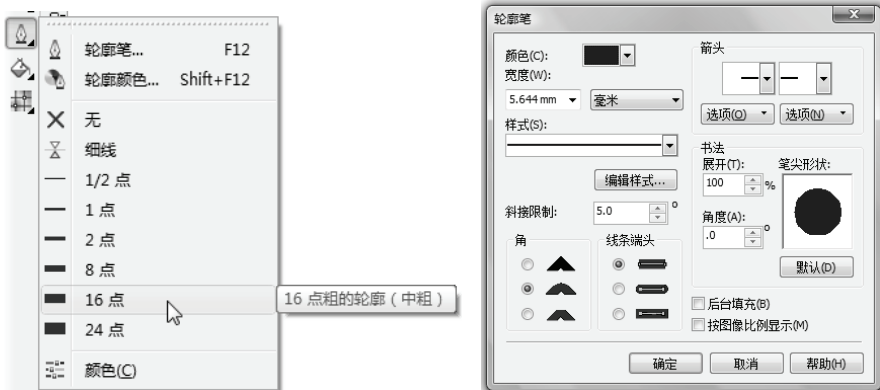 轮廓笔... F12
轮廓颜色... Shift+F12
无
细线
1/2 点
1 点
2 点
8 点
16 点
16 点粗的轮廓（中粗）
24 点
颜色(C)
轮廓笔
颜色(C):
宽度(W):
5.644 mm 毫米
样式(S):
编辑样式...
斜接限制: 5.0 °
角
线条端头
箭头
选项(O) 选项(N)
书法
展开(T): 笔尖形状:
100 %
角度(A):
.0 °
默认(D)
后台填充(B)
按图像比例显示(M)
确定 取消 帮助(H)